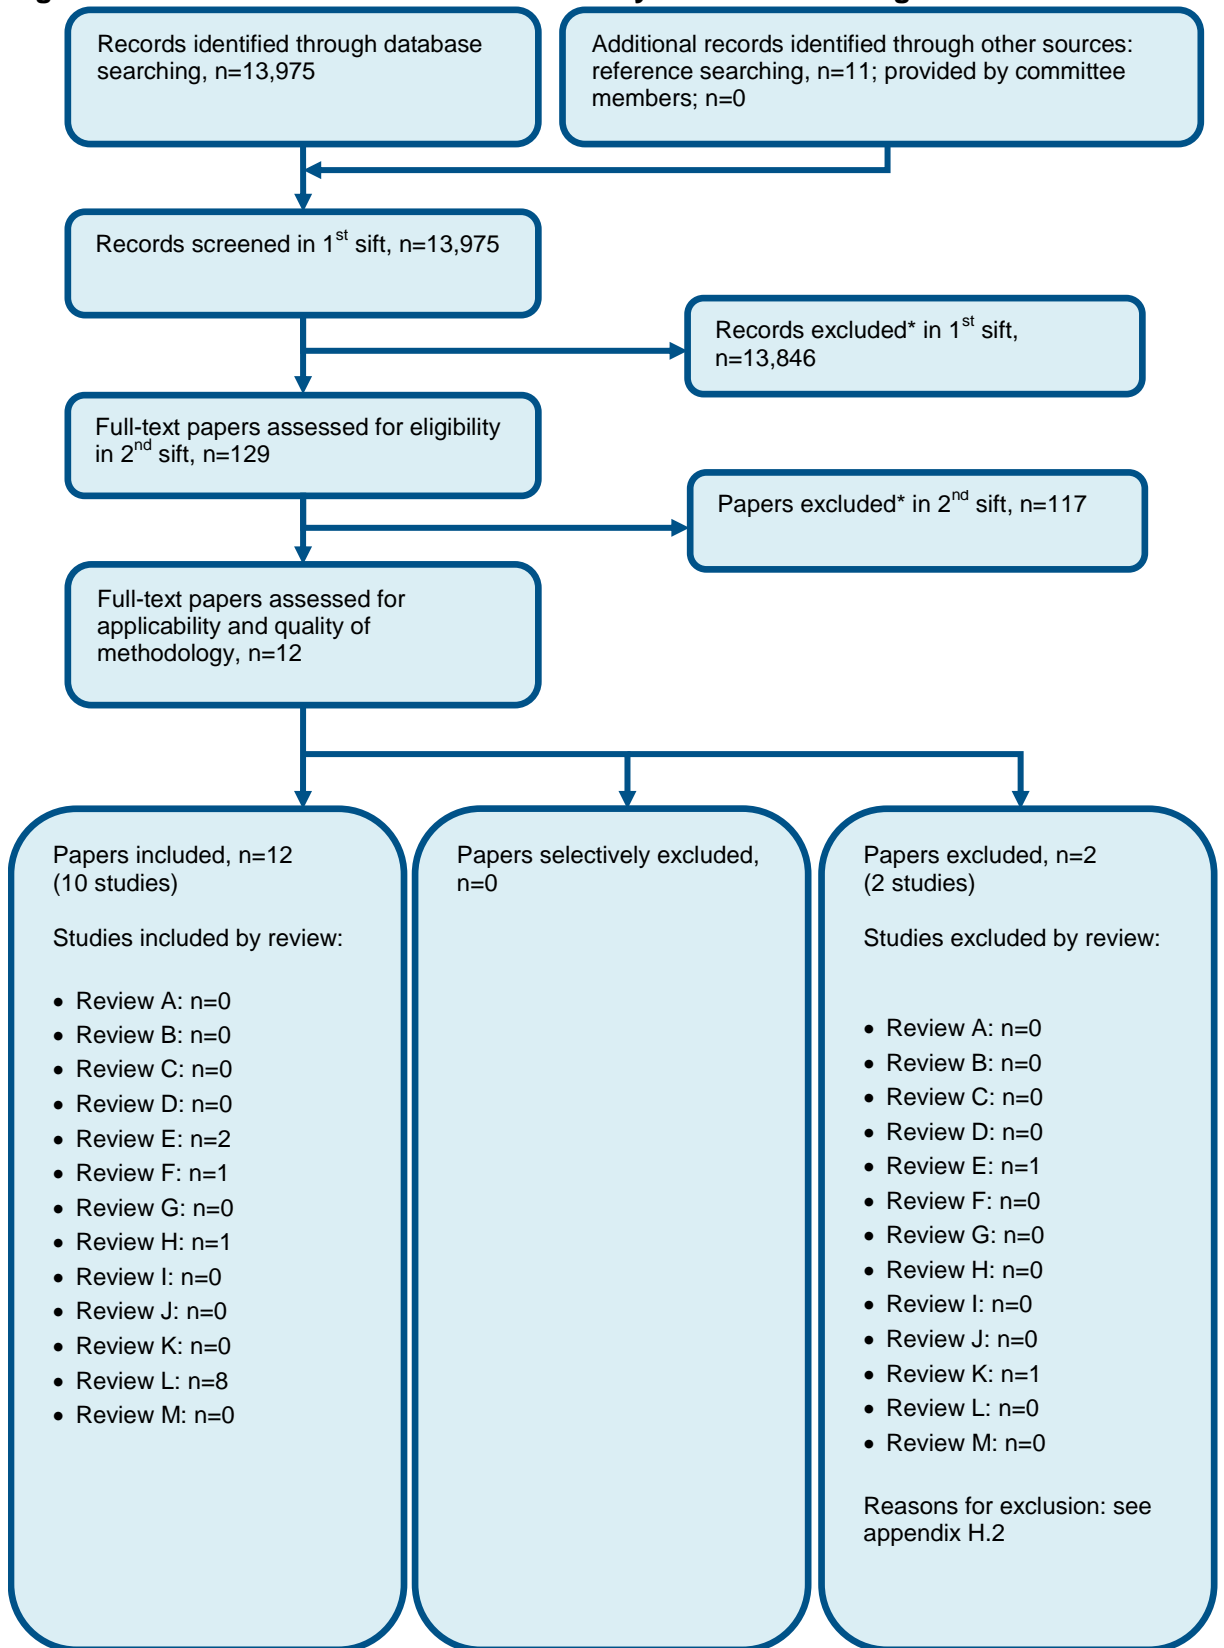 Records identified through database
searching, n=13,975
Additional records identified through other sources:
reference searching, n=11; provided by committee
members; n=0
Records screened in 1st sift, n=13,975
Records excluded* in 1st sift,
n=13,846
Full-text papers assessed for eligibility
in 2nd sift, n=129
Papers excluded* in 2nd sift, n=117
Full-text papers assessed for
applicability and quality of
methodology, n=12
Papers included, n=12
(10 studies)
Studies included by review:
• Review A: n=0
• Review B: n=0
• Review C: n=0
• Review D: n=0
• Review E: n=2
• Review F: n=1
• Review G: n=0
• Review H: n=1
• Review I: n=0
• Review J: n=0
• Review K: n=0
• Review L: n=8
• Review M: n=0
Papers selectively excluded,
n=0
Papers excluded, n=2
(2 studies)
Studies excluded by review:
• Review A: n=0
• Review B: n=0
• Review C: n=0
• Review D: n=0
• Review E: n=1
• Review F: n=0
• Review G: n=0
• Review H: n=0
• Review I: n=0
• Review J: n=0
• Review K: n=1
• Review L: n=0
• Review M: n=0
Reasons for exclusion: see
appendix H.2